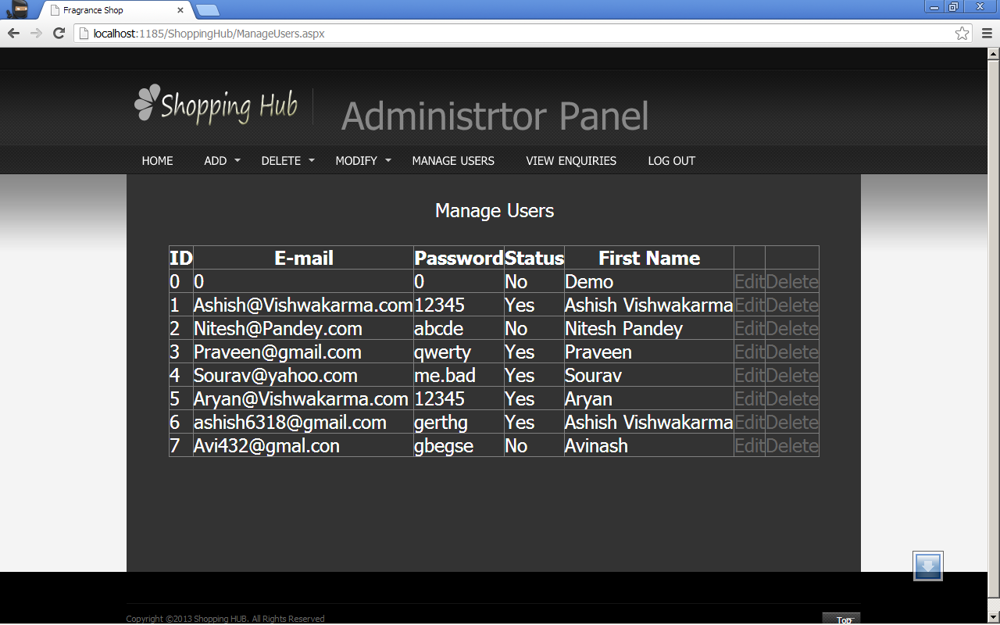 Fragrance Shop
localhost:1185/ShoppingHub/ManageUsers.aspx
Shopping Hub
Administrtor Panel
HOME ADD DELETE MODIFY MANAGE USERS VIEW ENQUIRIES LOG OUT
Manage Users
ID E-mail Password Status First Name
0 0 0 No Demo Edit Delete
1 Ashish@Vishwakarma.com 12345 Yes Ashish Vishwakarma Edit Delete
2 Nitesh@Pandey.com abcde No Nitesh Pandey Edit Delete
3 Praveen@gmail.com qwerty Yes Praveen Edit Delete
4 Sourav@yahoo.com me.bad Yes Sourav Edit Delete
5 Aryan@Vishwakarma.com 12345 Yes Aryan Edit Delete
6 ashish6318@gmail.com gerthg Yes Ashish Vishwakarma Edit Delete
7 Avi432@gmal.con gbegse No Avinash Edit Delete
Copyright ©2013 Shopping HUB. All Rights Reserved
Top